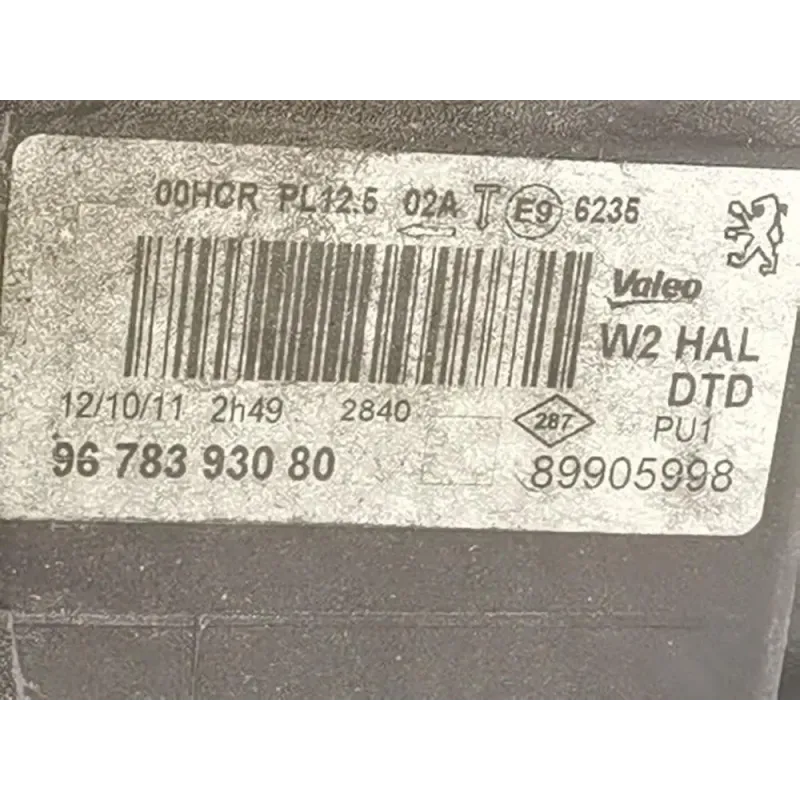 00HCR PL12.5 02A T E9 6235
Valeo
W2 HAL
DTD
12/10/11 2h49 2840
287
PU1
96 783 930 80
89905998